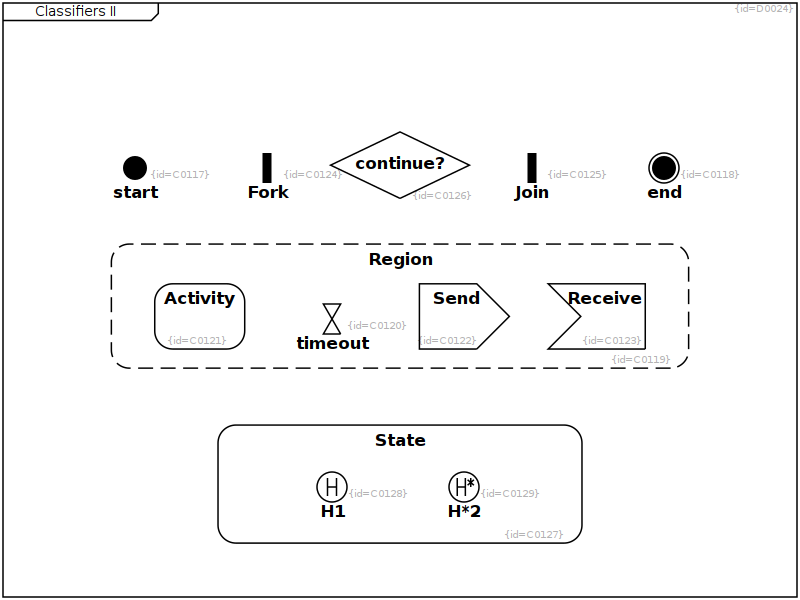 Classifiers II
{id=D0024}
continue?
{id=C0117}
{id=C0124}
{id=C0125}
{id=C0118}
start
Fork
{id=C0126}
Join
end
Region
Activity
Send
Receive
{id=C0120}
{id=C0121}
timeout
{id=C0122}
{id=C0123}
{id=C0119}
State
H
H*
{id=C0128}
{id=C0129}
H1
H*2
{id=C0127}